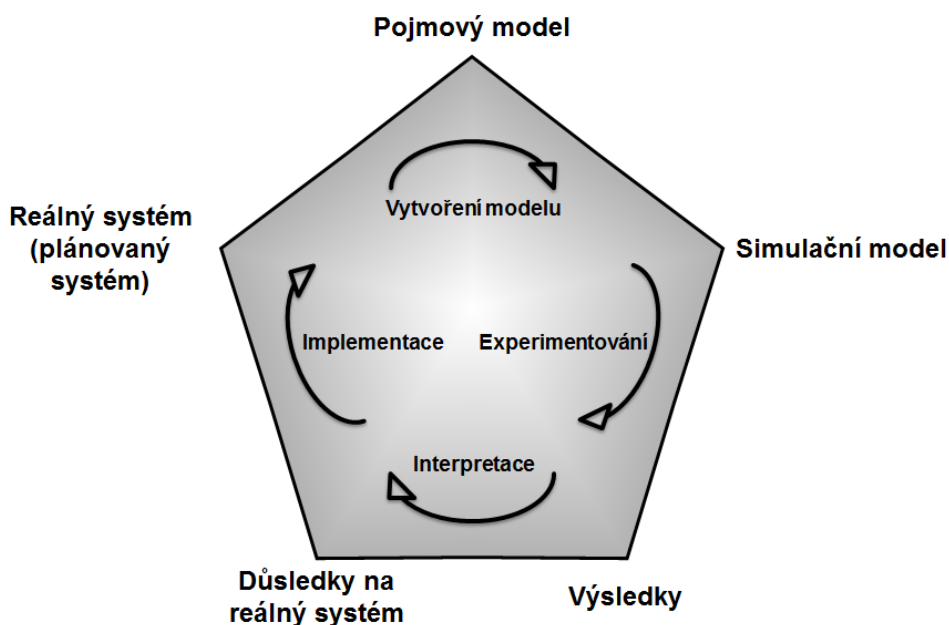 Pojmový model
Vytvoření modelu
Reálný systém
(plánovaný
systém)
Simulační model
Implementace
Experimentování
Interpretace
Důsledky na
reálný systém
Výsledky